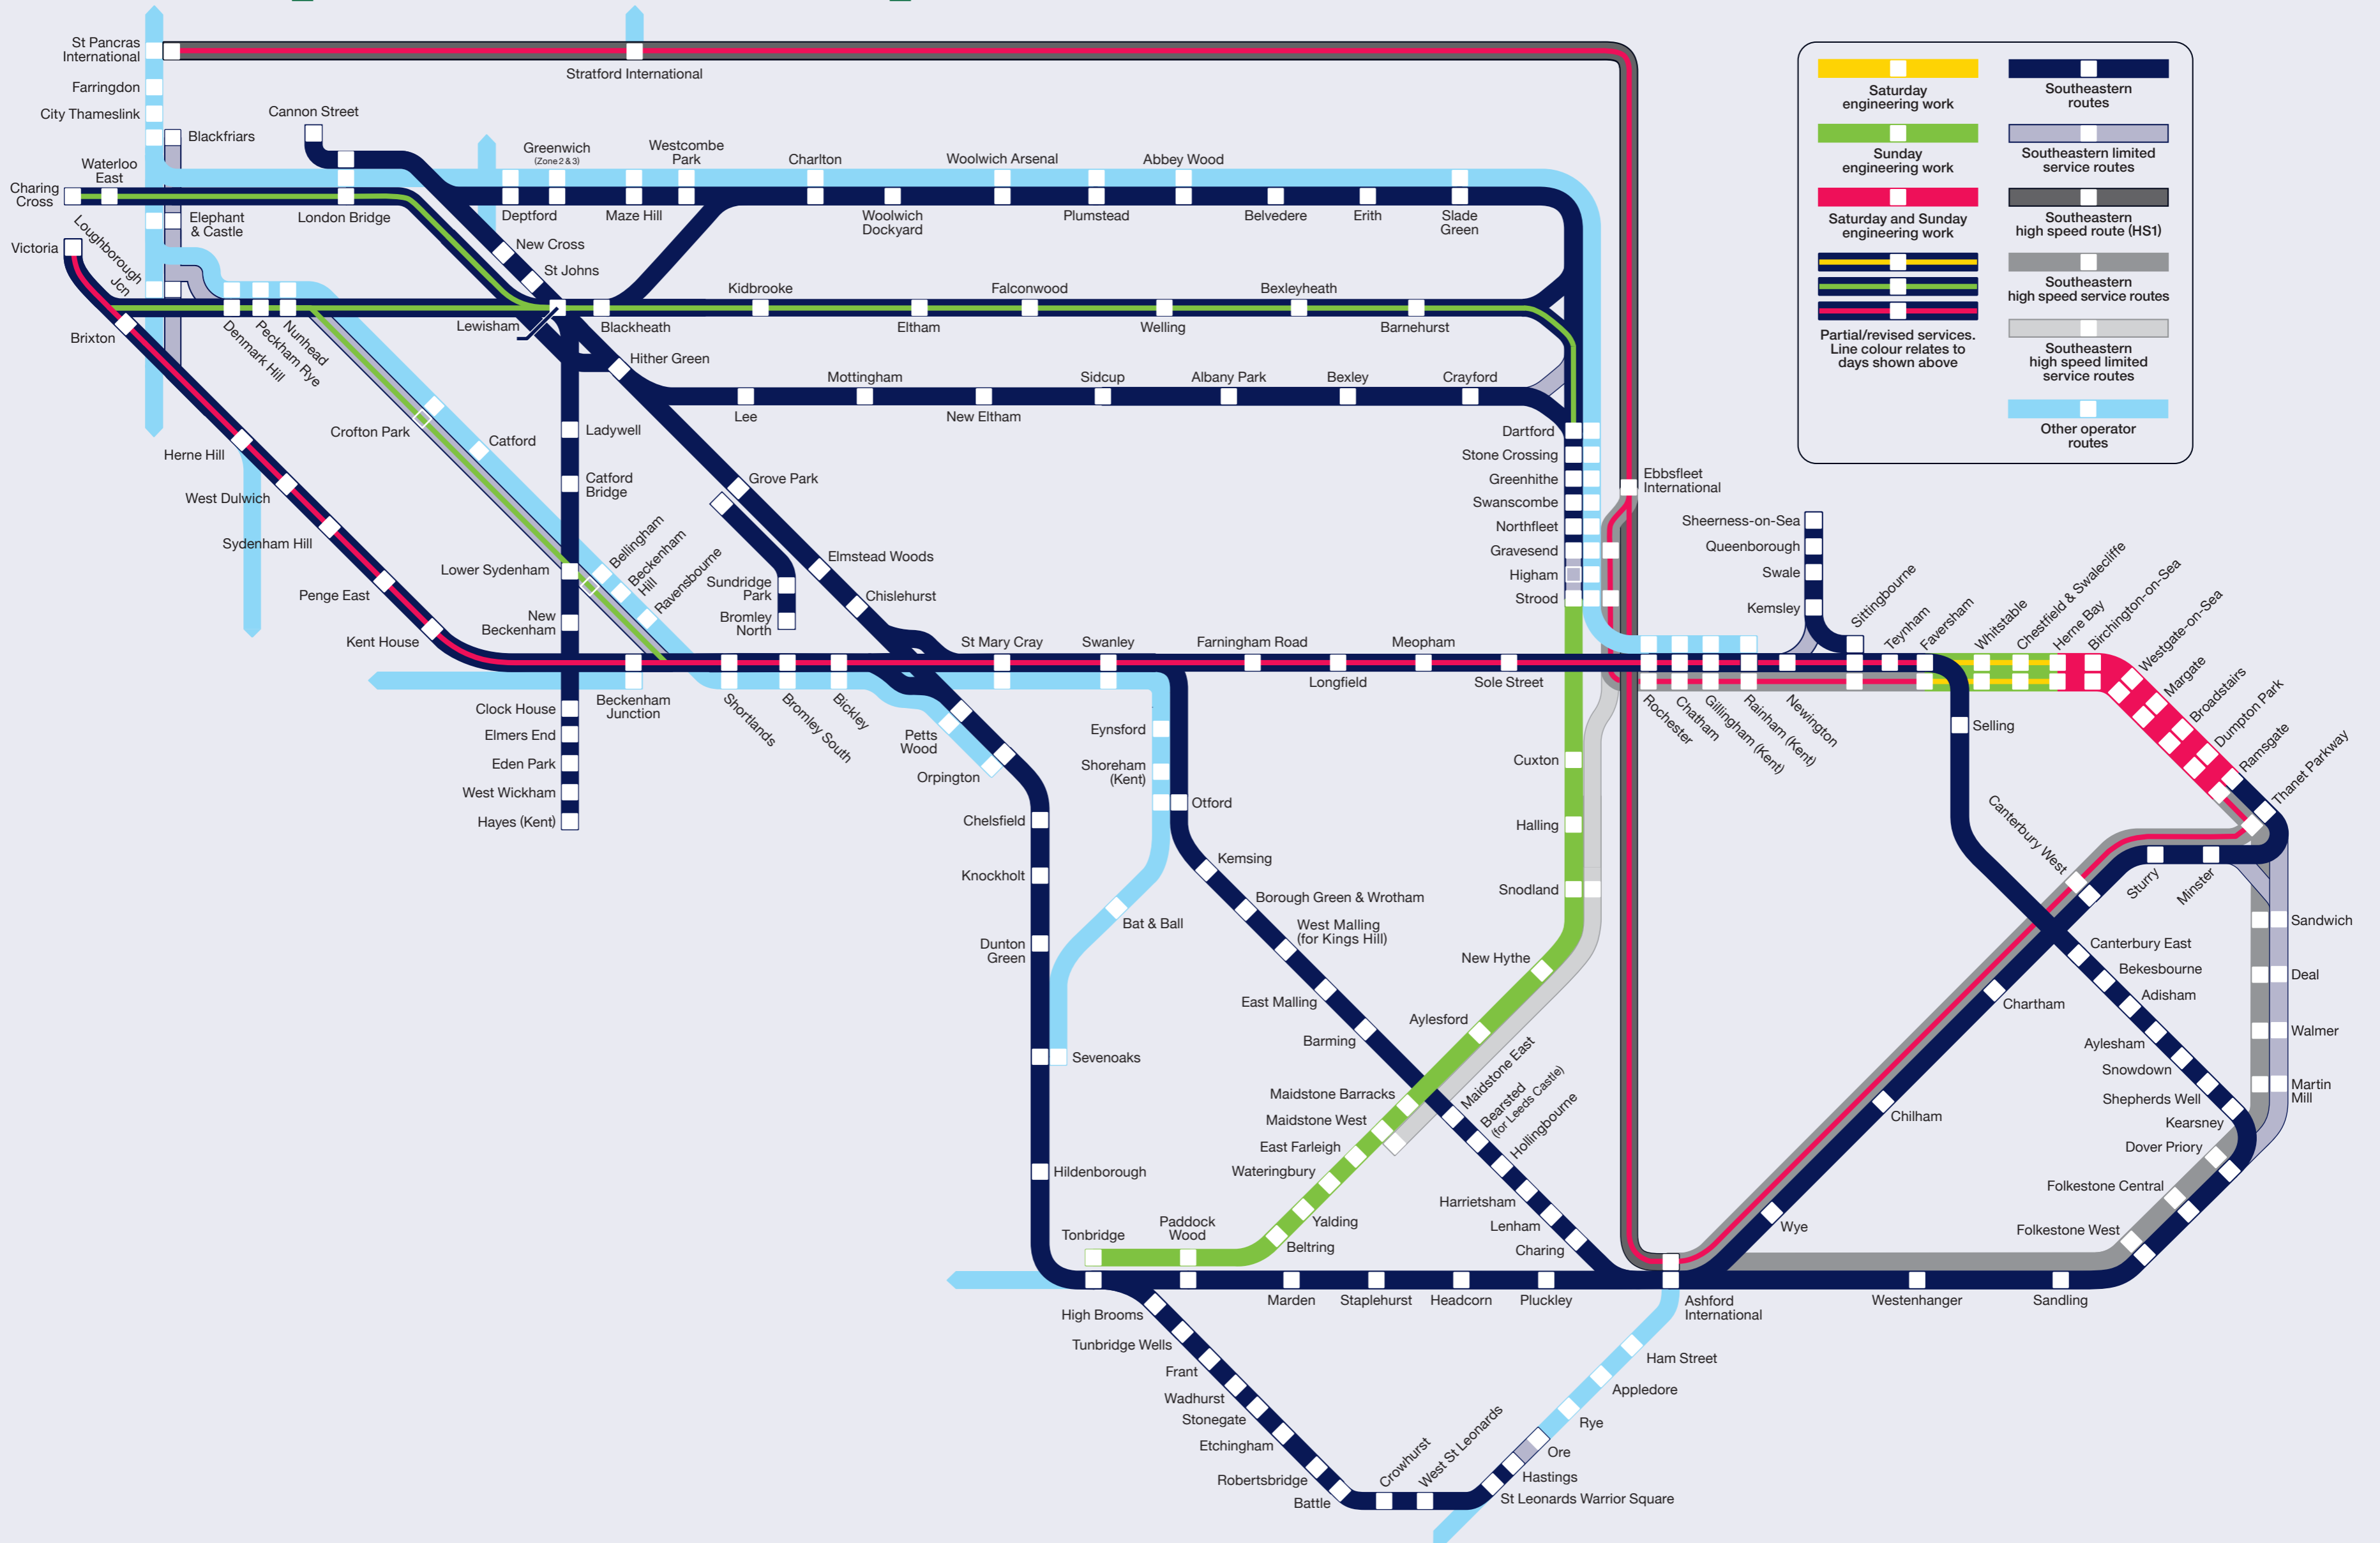 St Pancras
International
Stratford International
Farringdon
City Thameslink
Cannon Street
Blackfriars
Waterloo
East
Charing
Cross
London Bridge
Elephant
& Castle
Loughborough
Jcn
Victoria
Brixton
Greenwich
(Zone 2 & 3)
Deptford
Westcombe
Park
Maze Hill
Charlton
Woolwich
Dockyard
Woolwich Arsenal
Plumstead
Abbey Wood
Belvedere
Erith
Slade
Green
New Cross
St Johns
Lewisham
Blackheath
Kidbrooke
Eltham
Falconwood
Welling
Bexleyheath
Barnehurst
Denmark Hill
Peckham Rye
Nunhead
Hither Green
Lee
Mottingham
New Eltham
Sidcup
Albany Park
Bexley
Crayford
Crofton Park
Catford
Ladywell
Catford
Bridge
Herne Hill
West Dulwich
Sydenham Hill
Penge East
Kent House
Lower Sydenham
New
Beckenham
Bellingham
Beckenham
Hill
Ravensbourne
Grove Park
Sundridge
Park
Bromley
North
Elmstead Woods
Chislehurst
Dartford
Stone Crossing
Greenhithe
Swanscombe
Northfleet
Gravesend
Higham
Strood
Ebbsfleet
International
Sheerness-on-Sea
Queenborough
Swale
Kemsley
Sittingbourne
Teynham
Faversham
Whitstable
Chestfield & Swalecliffe
Herne Bay
Birchington-on-Sea
Westgate-on-Sea
Margate
Broadstairs
Dumpton Park
Ramsgate
Thanet Parkway
St Mary Cray
Swanley
Farningham Road
Longfield
Meopham
Sole Street
Rochester
Chatham
Gillingham (Kent)
Rainham (Kent)
Newington
Beckenham
Junction
Shortlands
Bromley South
Bickley
Clock House
Elmers End
Eden Park
West Wickham
Hayes (Kent)
Petts
Wood
Orpington
Chelsfield
Knockholt
Dunton
Green
Sevenoaks
Hildenborough
Eynsford
Shoreham
(Kent)
Otford
Bat & Ball
Kemsing
Borough Green & Wrotham
West Malling
(for Kings Hill)
East Malling
Barming
Maidstone East
Bearsted
(for Leeds Castle)
Hollingbourne
Harrietsham
Lenham
Charing
Cuxton
Halling
Snodland
New Hythe
Aylesford
Maidstone Barracks
Maidstone West
East Farleigh
Wateringbury
Yalding
Beltring
Paddock
Wood
Tonbridge
Marden
Staplehurst
Headcorn
Pluckley
Ashford
International
Westenhanger
Sandling
Selling
Canterbury West
Sturry
Minster
Canterbury East
Bekesbourne
Adisham
Aylesham
Snowdown
Shepherds Well
Kearsney
Dover Priory
Folkestone Central
Folkestone West
Chartham
Chilham
Wye
Sandwich
Deal
Walmer
Martin
Mill
High Brooms
Tunbridge Wells
Frant
Wadhurst
Stonegate
Etchingham
Robertsbridge
Battle
Crowhurst
West St Leonards
St Leonards Warrior Square
Hastings
Ore
Rye
Appledore
Ham Street
Saturday
engineering work
Sunday
engineering work
Saturday and Sunday
engineering work
Partial/revised services.
Line colour relates to
days shown above
Southeastern
routes
Southeastern limited
service routes
Southeastern
high speed route (HS1)
Southeastern
high speed service routes
Southeastern
high speed limited
service routes
Other operator
routes